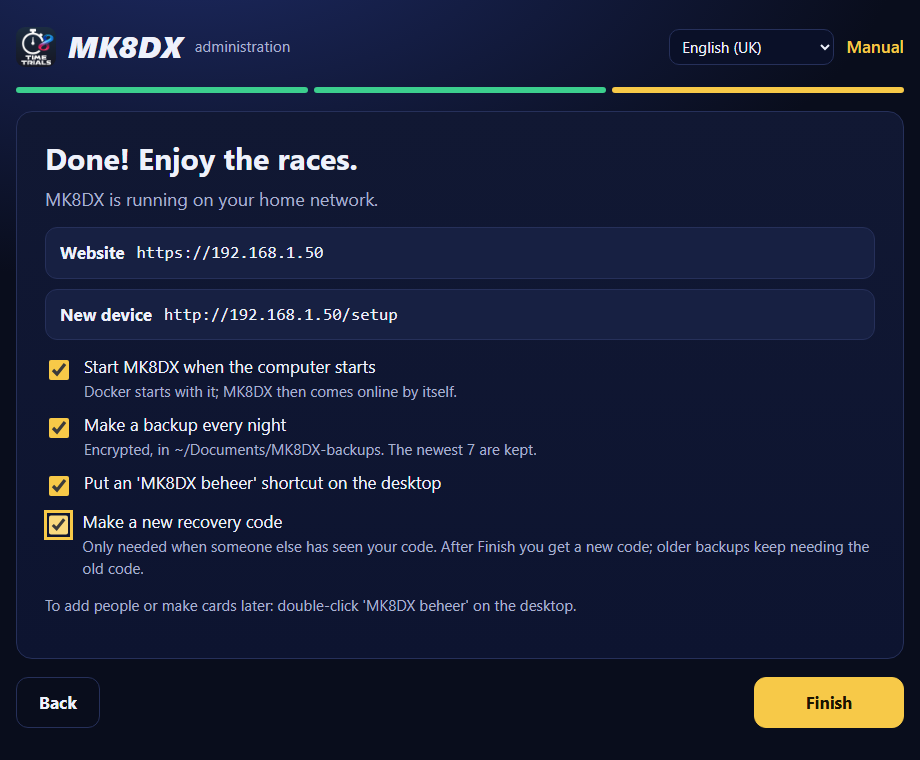 TIME
TRIALS
MK8DX administration
English (UK)
Manual
Done! Enjoy the races.
MK8DX is running on your home network.
Website https://192.168.1.50
New device http://192.168.1.50/setup
Start MK8DX when the computer starts
Docker starts with it; MK8DX then comes online by itself.
Make a backup every night
Encrypted, in ~/Documents/MK8DX-backups. The newest 7 are kept.
Put an 'MK8DX beheer' shortcut on the desktop
Make a new recovery code
Only needed when someone else has seen your code. After Finish you get a new code; older backups keep needing the
old code.
To add people or make cards later: double-click 'MK8DX beheer' on the desktop.
Back
Finish